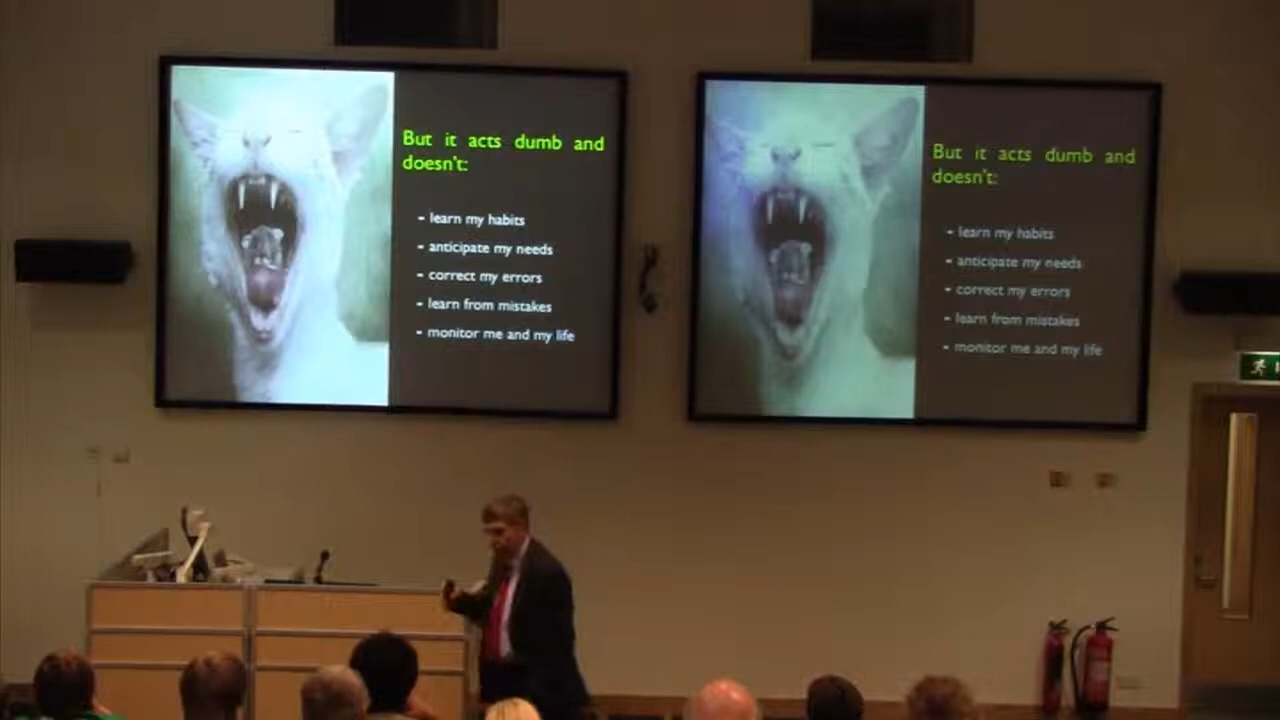 But it acts dumb and
doesn't:
- learn my habits
- anticipate my needs
- correct my errors
- learn from mistakes
- monitor me and my life
But it acts dumb and
doesn't:
- learn my habits
- anticipate my needs
- correct my errors
- learn from mistakes
- monitor me and my life